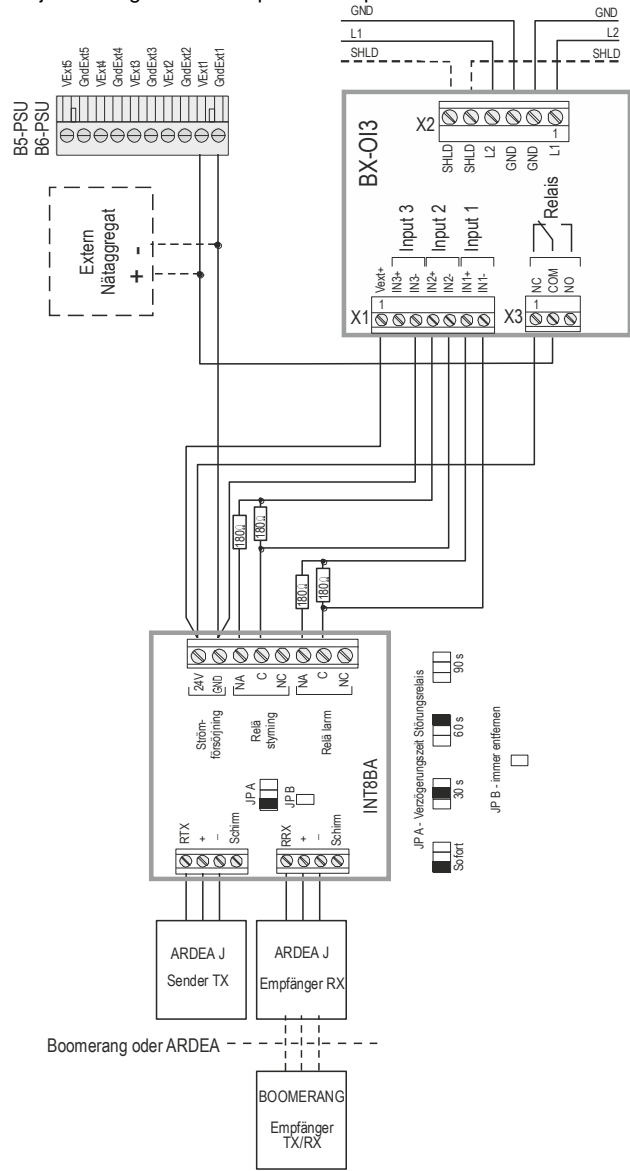 GND
GND
L1
L2
SHLD
SHLD
VExt5
GndExt5
VExt4
GndExt4
VExt3
GndExt3
VExt2
GndExt2
VExt1
GndExt1
B5-PSU
B6-PSU
Extern
Nätaggregat
+ -
BX-OI3
X2
1
SHLD
SHLD
L2
GND
GND
L1
Input 3
Input 2
Input 1
Relais
Vext+
IN3+
IN3-
IN2+
IN2-
IN1+
IN1-
NC
COM
NO
X1
1
X3
1
180Ω
180Ω
180Ω
180Ω
24V
GND
NA
C
NC
NA
C
NC
Ström-
försörjning
Relä
styrning
Relä larm
JP A
JP B
INT8BA
RTX
+
–
Schirm
RRX
+
–
Schirm
JP A - Verzögerungszeit Störungsrelais
Sofort
30 s
60 s
90 s
JP B - immer entfernen
ARDEA J
Sender TX
ARDEA J
Empfänger RX
Boomerang oder ARDEA
BOOMERANG
Empfänger
TX/RX